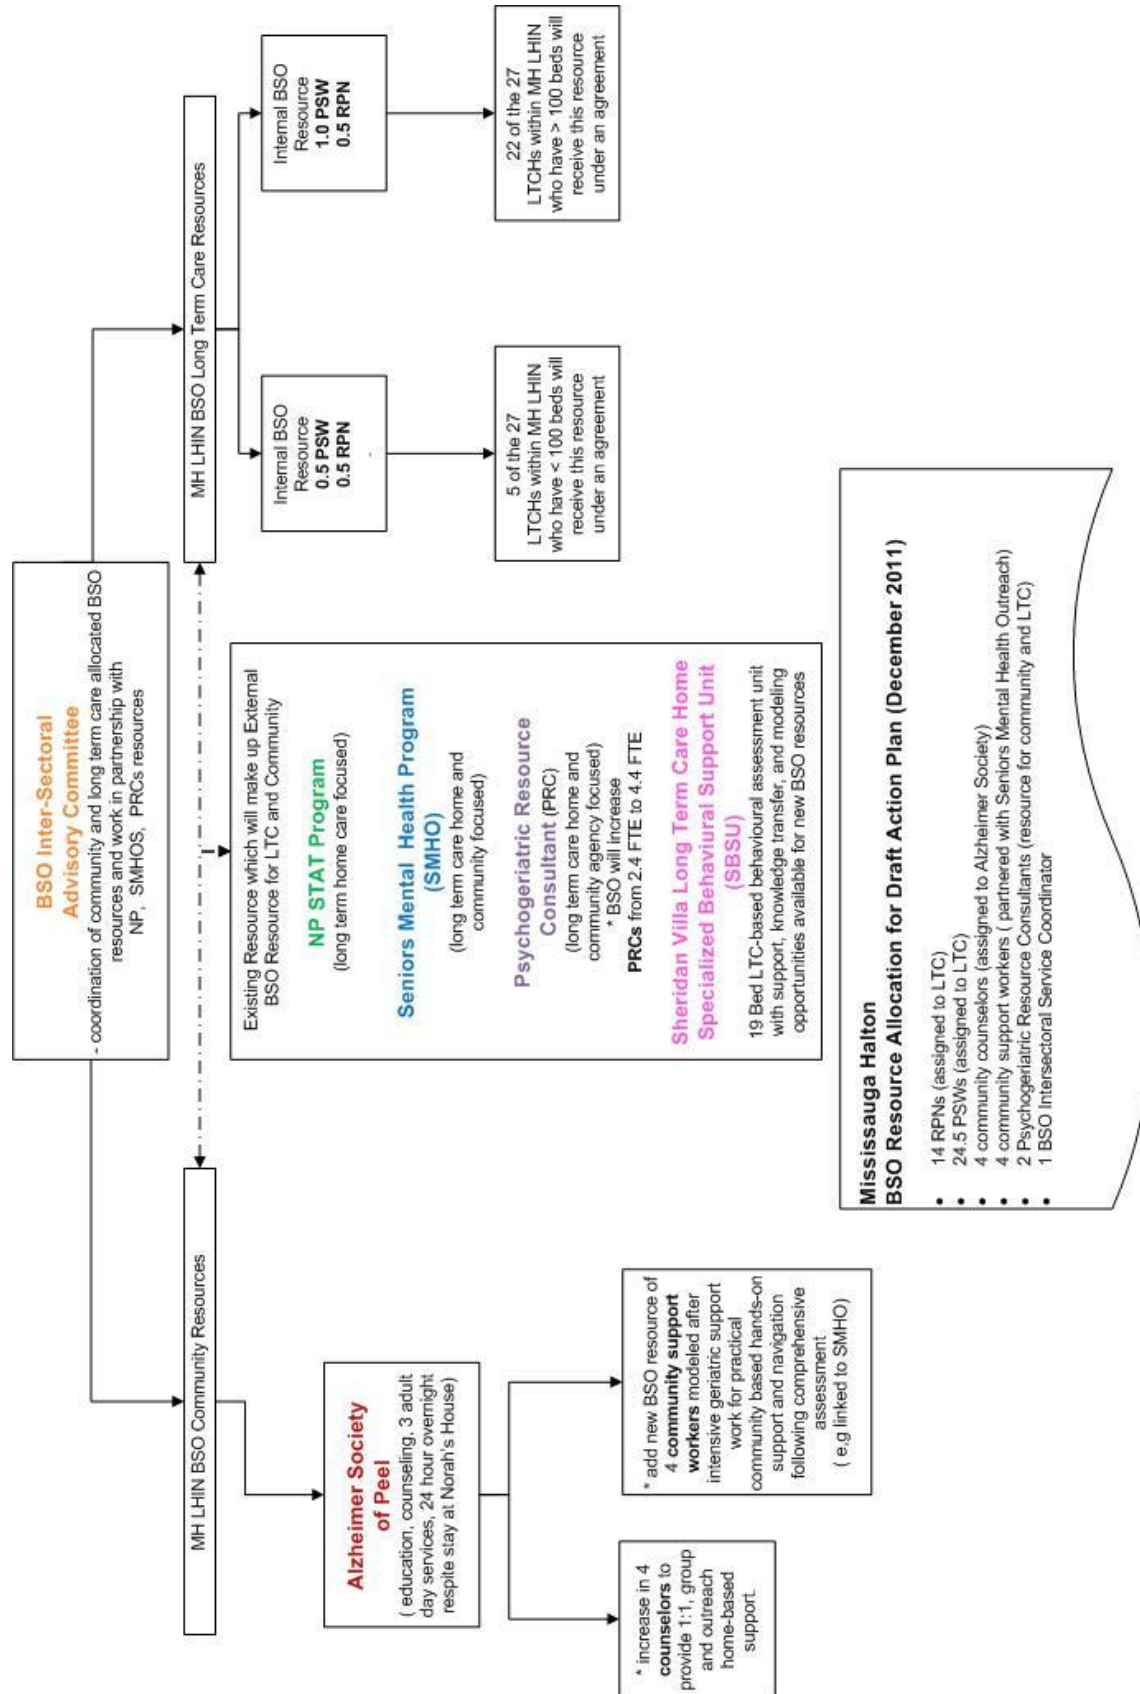 BSO Inter-Sectoral
Advisory Committee
- coordination of community and long term care allocated BSO
resources and work in partnership with
NP, SMHOS, PRCs resources
MH LHIN BSO Community Resources
MH LHIN BSO Long Term Care Resources
Alzheimer Society
of Peel
( education, counseling, 3 adult
day services, 24 hour overnight
respite stay at Norah's House)
* increase in 4
counselors to
provide 1:1, group
and outreach
home-based
support.
* add new BSO resource of
4 community support
workers modeled after
intensive geriatric support
work for practical
community based hands-on
support and navigation
following comprehensive
assessment
( e,g linked to SMHO)
Existing Resource which will make up External
BSO Resource for LTC and Community
NP STAT Program
(long term home care focused)
Seniors Mental Health Program
(SMHO)
(long term care home and
community focused)
Psychogeriatric Resource
Consultant (PRC)
(long term care home and
community agency focused)
* BSO will increase
PRCs from 2.4 FTE to 4.4 FTE
Sheridan Villa Long Term Care Home
Specialized Behaviural Support Unit
(SBSU)
19 Bed LTC-based behavioural assessment unit
with support, knowledge transfer, and modeling
opportunities available for new BSO resources
Internal BSO
Resource
0.5 PSW
0.5 RPN
Internal BSO
Resource
1.0 PSW
0.5 RPN
5 of the 27
LTCHs within MH LHIN
who have < 100 beds will
receive this resource
under an agreement
22 of the 27
LTCHs within MH LHIN
who have > 100 beds will
receive this resource
under an agreement
Mississauga Halton
BSO Resource Allocation for Draft Action Plan (December 2011)
• 14 RPNs (assigned to LTC)
• 24.5 PSWs (assigned to LTC)
• 4 community counselors (assigned to Alzheimer Society)
• 4 community support workers ( partnered with Seniors Mental Health Outreach)
• 2 Psychogeriatric Resource Consultants (resource for community and LTC)
• 1 BSO Intersectoral Service Coordinator